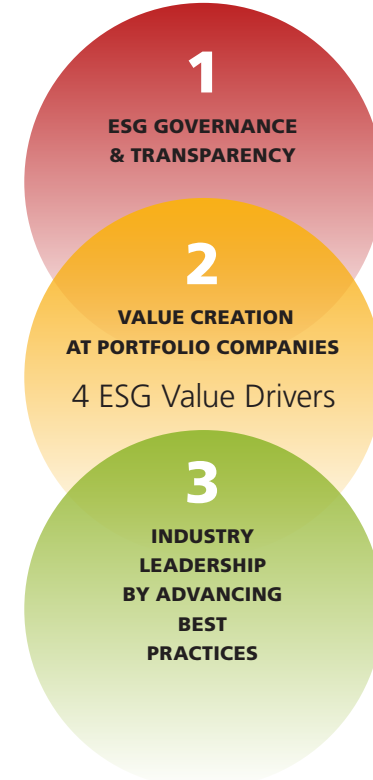 1
ESG GOVERNANCE
& TRANSPARENCY
2
VALUE CREATION
AT PORTFOLIO COMPANIES
4 ESG Value Drivers
3
INDUSTRY
LEADERSHIP
BY ADVANCING
BEST
PRACTICES